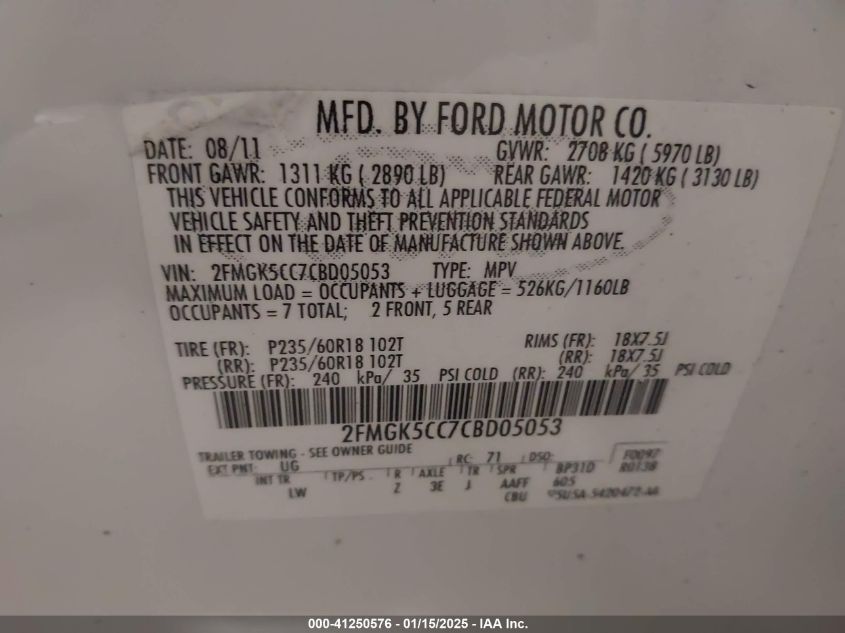 MFD. BY FORD MOTOR CO.
DATE: 08/11 GVWR: 2708 KG ( 5970 LB)
FRONT GAWR: 1311 KG ( 2890 LB) REAR GAWR: 1420 KG ( 3130 LB)
THIS VEHICLE CONFORMS TO ALL APPLICABLE FEDERAL MOTOR
VEHICLE SAFETY AND THEFT PREVENTION STANDARDS
IN EFFECT ON THE DATE OF MANUFACTURE SHOWN ABOVE.
VIN: 2FMGK5CC7CBD05053 TYPE: MPV
MAXIMUM LOAD = OCCUPANTS + LUGGAGE = 526KG/1160LB
OCCUPANTS = 7 TOTAL; 2 FRONT, 5 REAR
TIRE (FR): P235/60R18 102T RIMS (FR): 18X7.5J
(RR): P235/60R18 102T (RR): 18X7.5J
PRESSURE (FR): 240 kPa/ 35 PSI COLD (RR): 240 kPa/ 35 PSI COLD
2FMGK5CC7CBD05053
TRAILER TOWING - SEE OWNER GUIDE RC: 71 DSO: F0097
EXT PNT: UG BP31D R0138
INT TR TP/PS R AXLE TR SPR 605
LW Z 3E J AAFF
CBU
000-41250576 - 01/15/2025 - IAA Inc.